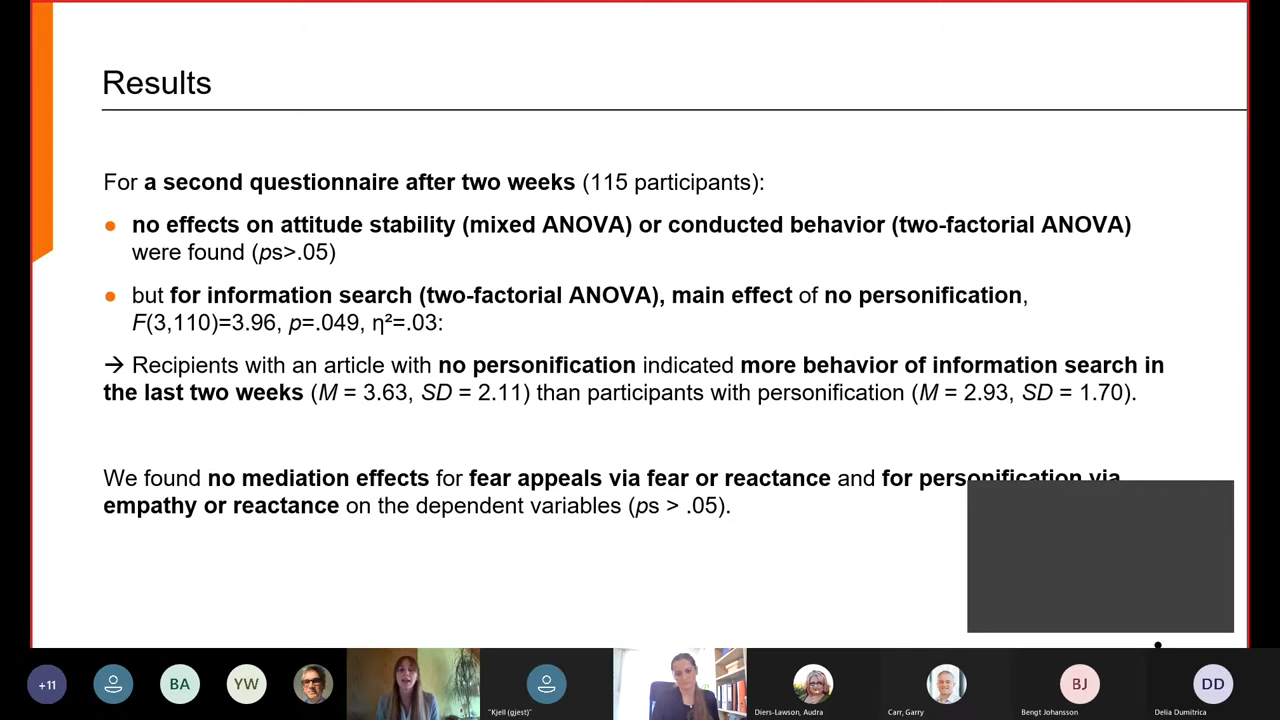 Results
For a second questionnaire after two weeks (115 participants):
● no effects on attitude stability (mixed ANOVA) or conducted behavior (two-factorial ANOVA)
were found (ps>.05)
● but for information search (two-factorial ANOVA), main effect of no personification,
F(3,110)=3.96, p=.049, η²=.03:
→ Recipients with an article with no personification indicated more behavior of information search in
the last two weeks (M = 3.63, SD = 2.11) than participants with personification (M = 2.93, SD = 1.70).
We found no mediation effects for fear appeals via fear or reactance and for personification via
empathy or reactance on the dependent variables (ps > .05).
+11
BA
YW
"Kjell (gjest)"
Diers-Lawson, Audra
Carr, Garry
BJ
Bengt Johansson
DD
Delia Dumitrica